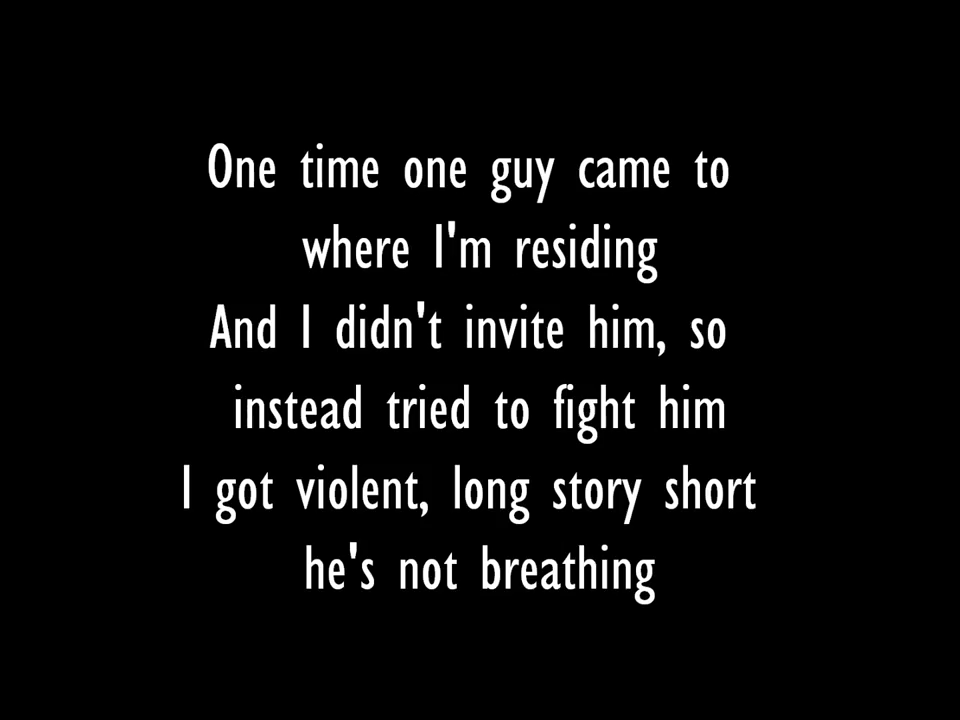 One time one guy came to
where I'm residing
And I didn't invite him, so
instead tried to fight him
I got violent, long story short
he's not breathing